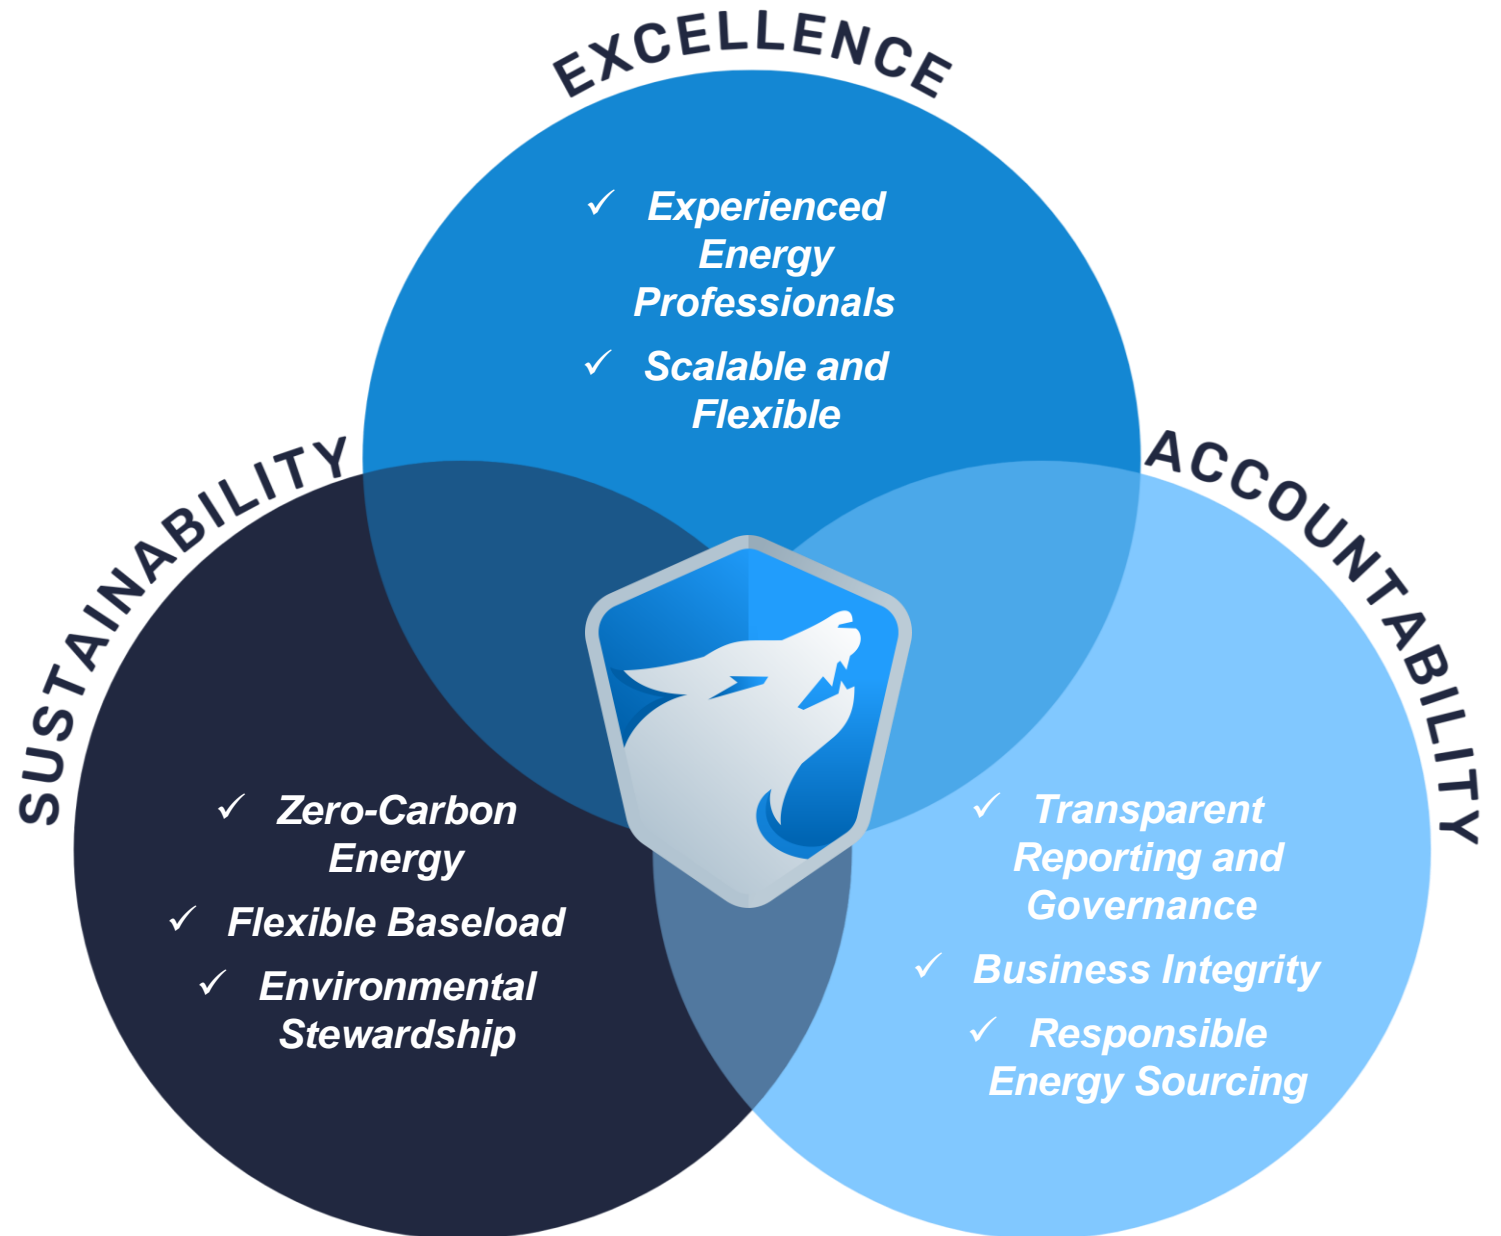 EXCELLENCE
✓ Experienced
Energy
Professionals
✓ Scalable and
Flexible
SUSTAINABILITY
✓ Zero-Carbon
Energy
✓ Flexible Baseload
✓ Environmental
Stewardship
ACCOUNTABILITY
✓ Transparent
Reporting and
Governance
✓ Business Integrity
✓ Responsible
Energy Sourcing